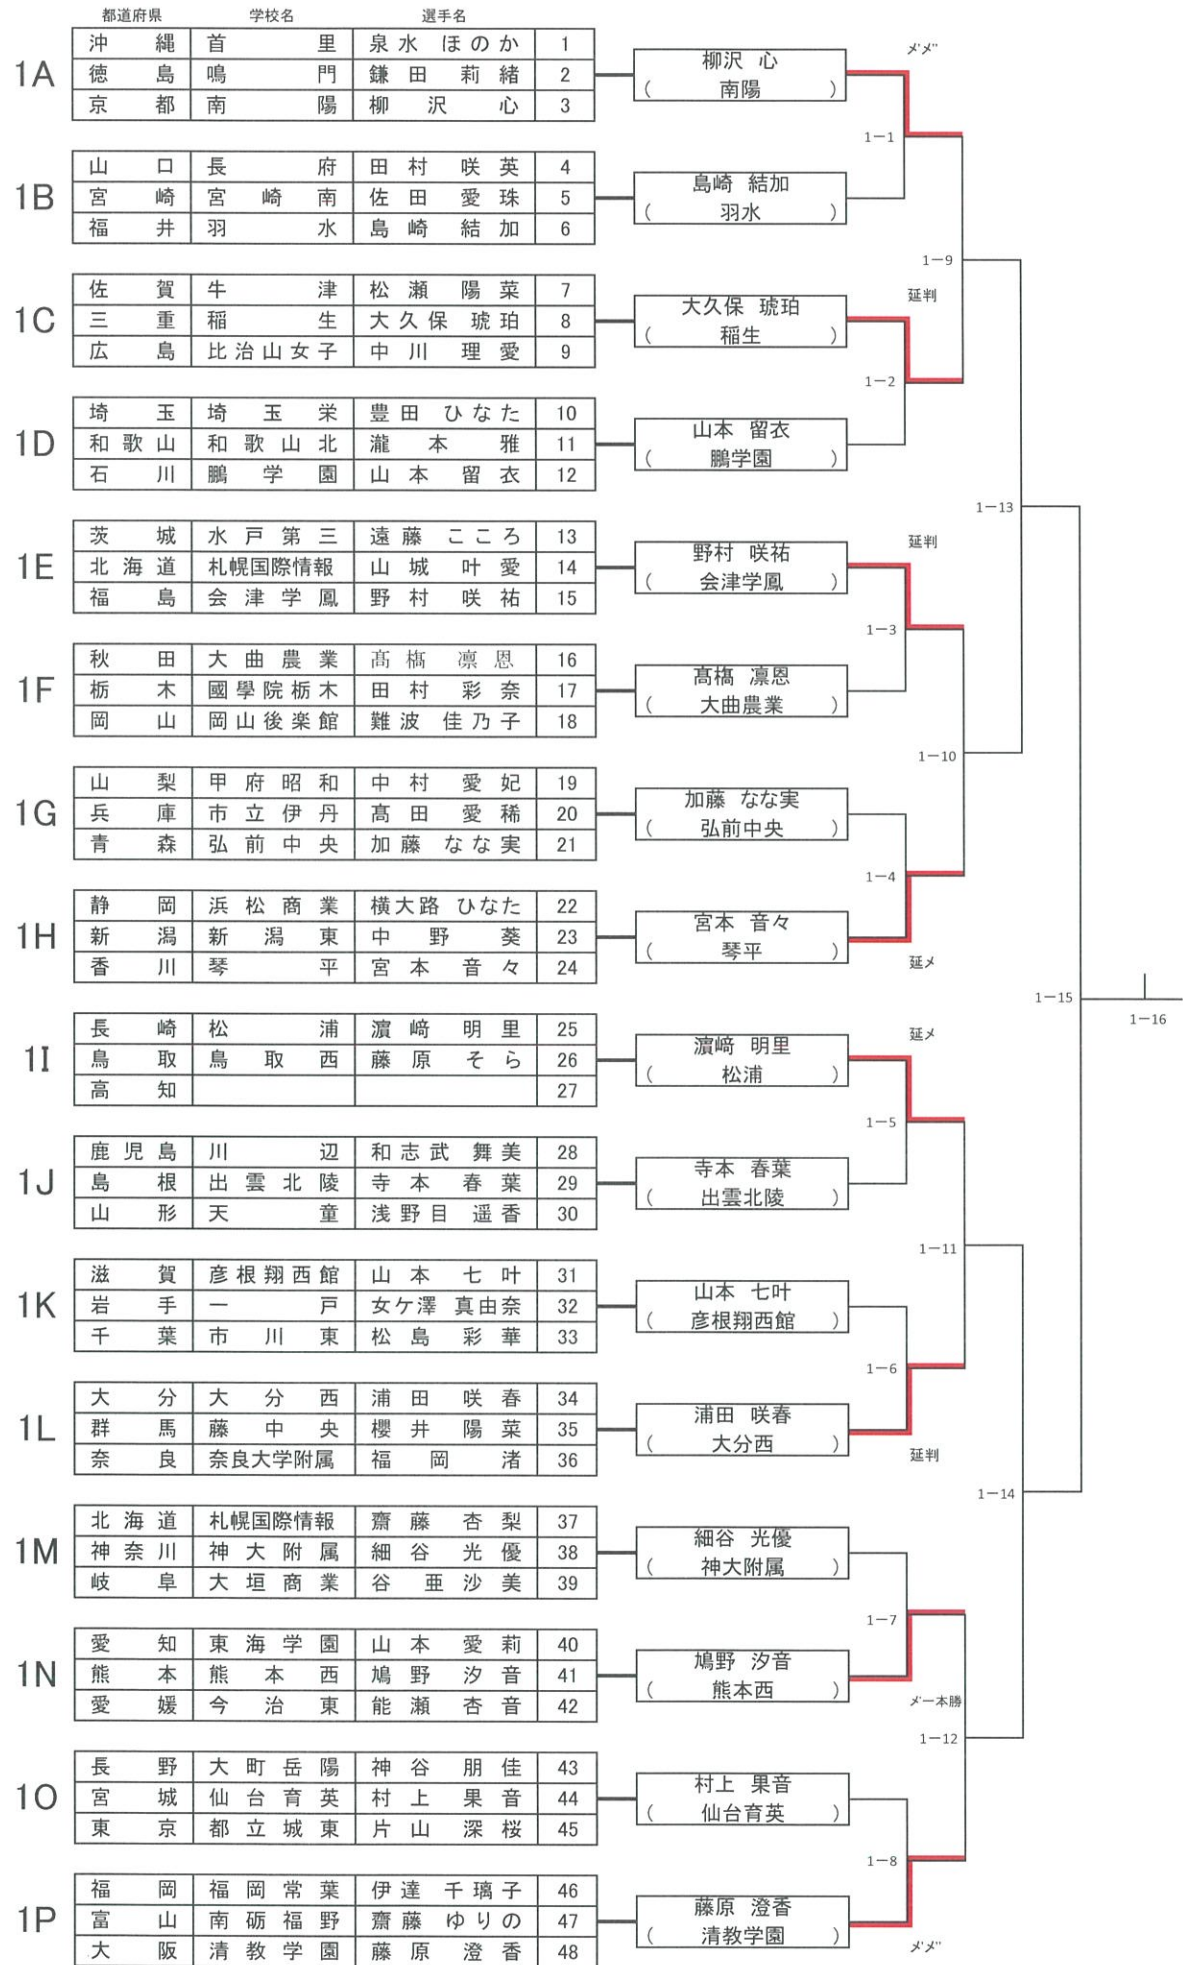 都道府県 学校名 選手名
1A
沖縄 首里 泉水 ほのか 1
徳島 鳴門 鎌田 莉緒 2
京都 南陽 柳沢 心 3
柳沢 心
( 南陽 )
メ'メ''
1-1
1B
山口 長府 田村 咲英 4
宮崎 宮崎南 佐田 愛珠 5
福井 羽水 島崎 結加 6
島崎 結加
( 羽水 )
1-9
1C
佐賀 牛津 松瀬 陽菜 7
三重 稲生 大久保 琥珀 8
広島 比治山女子 中川 理愛 9
大久保 琥珀
( 稲生 )
延判
1-2
1D
埼玉 埼玉栄 豊田 ひなた 10
和歌山 和歌山北 瀧本 雅 11
石川 鵬学園 山本 留衣 12
山本 留衣
( 鵬学園 )
1-13
1E
茨城 水戸第三 遠藤 こころ 13
北海道 札幌国際情報 山城 叶愛 14
福島 会津学鳳 野村 咲祐 15
野村 咲祐
( 会津学鳳 )
延判
1-3
1F
秋田 大曲農業 髙橋 凛恩 16
栃木 國學院栃木 田村 彩奈 17
岡山 岡山後楽館 難波 佳乃子 18
髙橋 凛恩
( 大曲農業 )
1-10
1G
山梨 甲府昭和 中村 愛妃 19
兵庫 市立伊丹 髙田 愛稀 20
青森 弘前中央 加藤 なな実 21
加藤 なな実
( 弘前中央 )
1-4
1H
静岡 浜松商業 横大路 ひなた 22
新潟 新潟東 中野 葵 23
香川 琴平 宮本 音々 24
宮本 音々
( 琴平 )
延メ
1-15
1-16
1I
長崎 松浦 濵﨑 明里 25
鳥取 鳥取西 藤原 そら 26
高知 27
濵﨑 明里
( 松浦 )
延メ
1-5
1J
鹿児島 川辺 和志武 舞美 28
島根 出雲北陵 寺本 春葉 29
山形 天童 浅野目 遥香 30
寺本 春葉
( 出雲北陵 )
1-11
1K
滋賀 彦根翔西館 山本 七叶 31
岩手 一戸 女ケ澤 真由奈 32
千葉 市川東 松島 彩華 33
山本 七叶
( 彦根翔西館 )
1-6
1L
大分 大分西 浦田 咲春 34
群馬 藤中央 櫻井 陽菜 35
奈良 奈良大学附属 福岡 渚 36
浦田 咲春
( 大分西 )
延判
1-14
1M
北海道 札幌国際情報 齋藤 杏梨 37
神奈川 神大附属 細谷 光優 38
岐阜 大垣商業 谷 亜沙美 39
細谷 光優
( 神大附属 )
1-7
1N
愛知 東海学園 山本 愛莉 40
熊本 熊本西 鳩野 汐音 41
愛媛 今治東 能瀬 杏音 42
鳩野 汐音
( 熊本西 )
メ'一本勝
1-12
1O
長野 大町岳陽 神谷 朋佳 43
宮城 仙台育英 村上 果音 44
東京 都立城東 片山 深桜 45
村上 果音
( 仙台育英 )
1-8
1P
福岡 福岡常葉 伊達 千璃子 46
富山 南砺福野 齋藤 ゆりの 47
大阪 清教学園 藤原 澄香 48
藤原 澄香
( 清教学園 )
メ'メ''